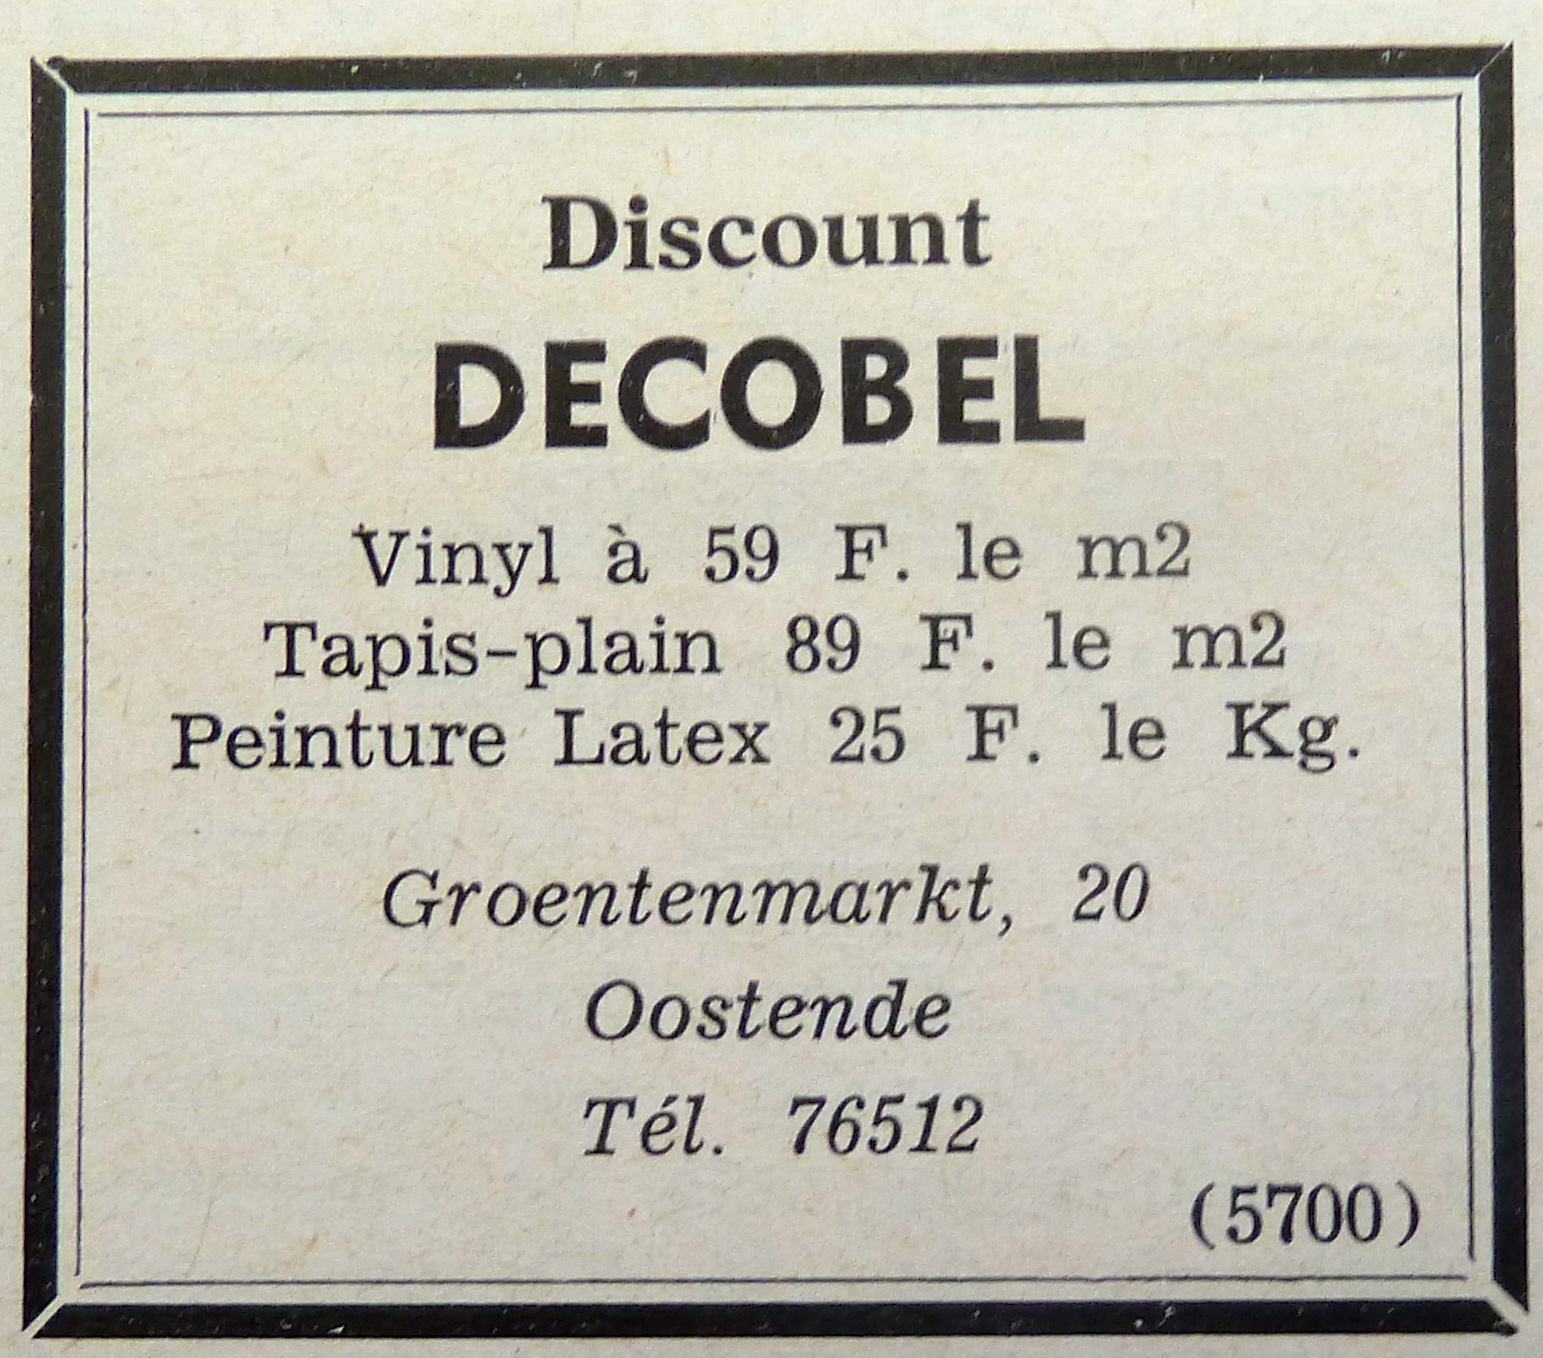 Discount
DECOBEL
Vinyl à 59 F. le m2
Tapis-plain 89 F. le m2
Peinture Latex 25 F. le Kg.
Groentenmarkt, 20
Oostende
Tél. 76512
(5700)